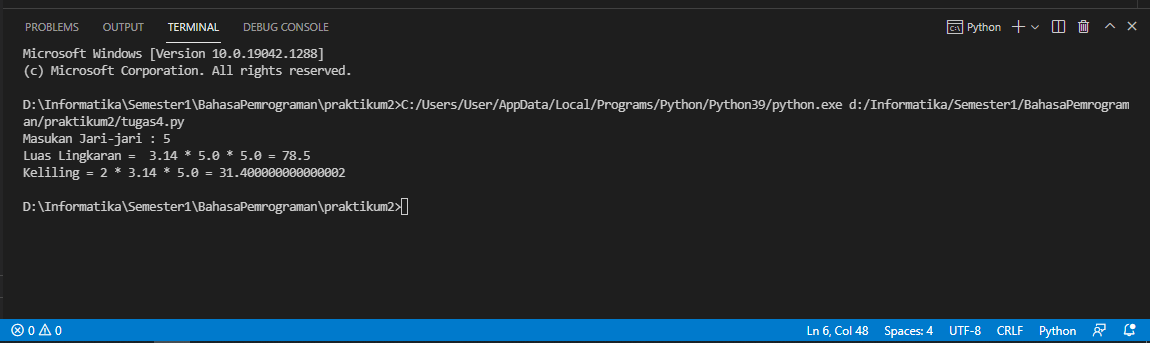 PROBLEMS OUTPUT TERMINAL DEBUG CONSOLE Python
Microsoft Windows [Version 10.0.19042.1288]
(c) Microsoft Corporation. All rights reserved.
D:\Informatika\Semester1\BahasaPemrograman\praktikum2>C:/Users/User/AppData/Local/Programs/Python/Python39/python.exe d:/Informatika/Semester1/BahasaPemrogram
an/praktikum2/tugas4.py
Masukan Jari-jari : 5
Luas Lingkaran =  3.14 * 5.0 * 5.0 = 78.5
Keliling = 2 * 3.14 * 5.0 = 31.400000000000002
D:\Informatika\Semester1\BahasaPemrograman\praktikum2>
0 0 Ln 6, Col 48 Spaces: 4 UTF-8 CRLF Python